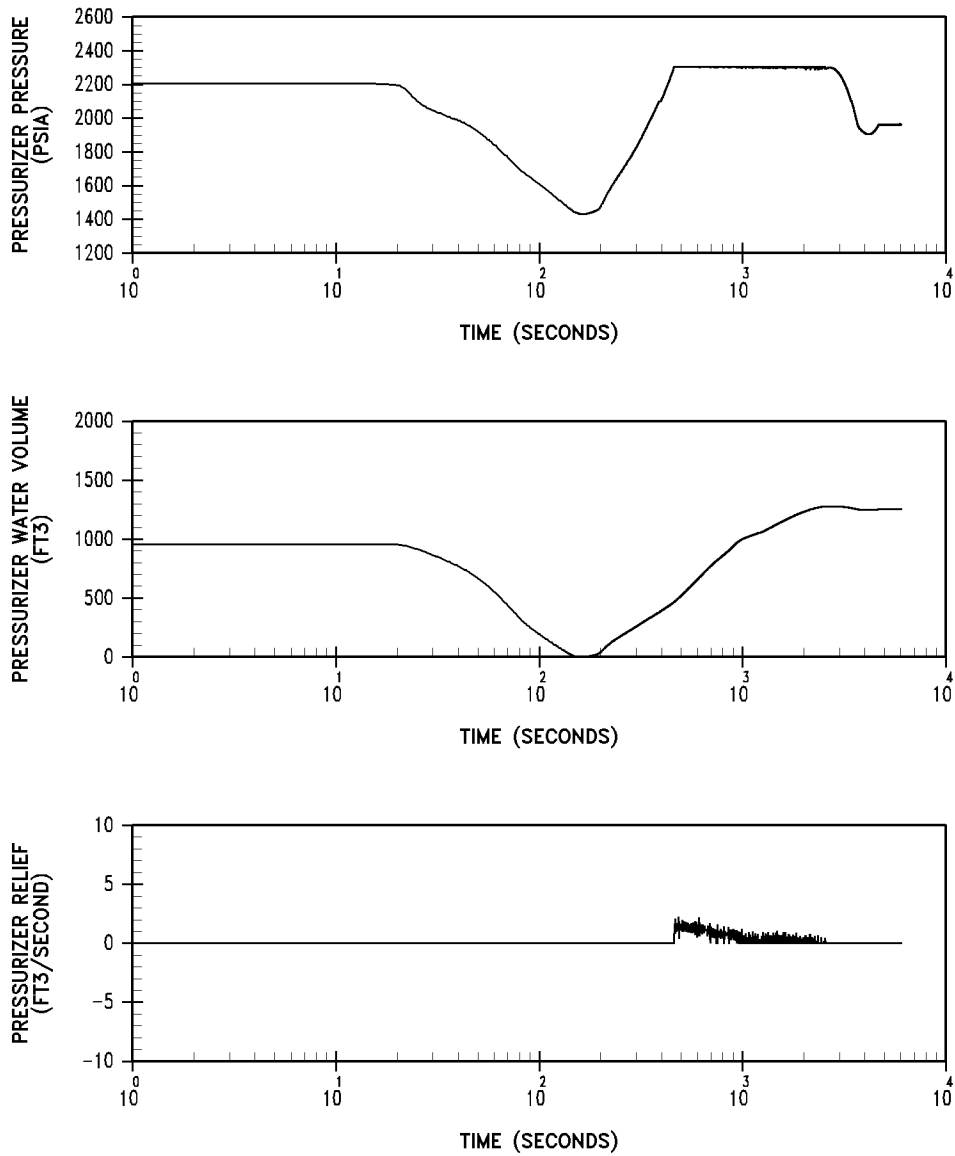 PRESSURIZER PRESSURE
(PSIA)
2600
2400
2200
2000
1800
1600
1400
1200
10^0 10^1 10^2 10^3 10^4
TIME (SECONDS)
PRESSURIZER WATER VOLUME
(FT3)
2000
1500
1000
500
0
10^0 10^1 10^2 10^3 10^4
TIME (SECONDS)
PRESSURIZER RELIEF
(FT3/SECOND)
10
5
0
-5
-10
10^0 10^1 10^2 10^3 10^4
TIME (SECONDS)